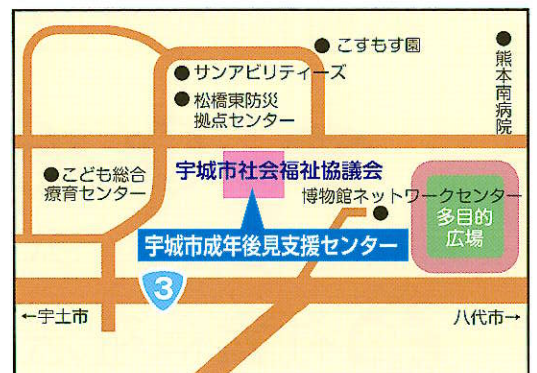 こすもす園
サンアビリティーズ
松橋東防災
拠点センター
熊本南病院
こども総合
療育センター
宇城市社会福祉協議会
博物館ネットワークセンター
多目的
広場
宇城市成年後見支援センター
3
←宇土市
八代市→